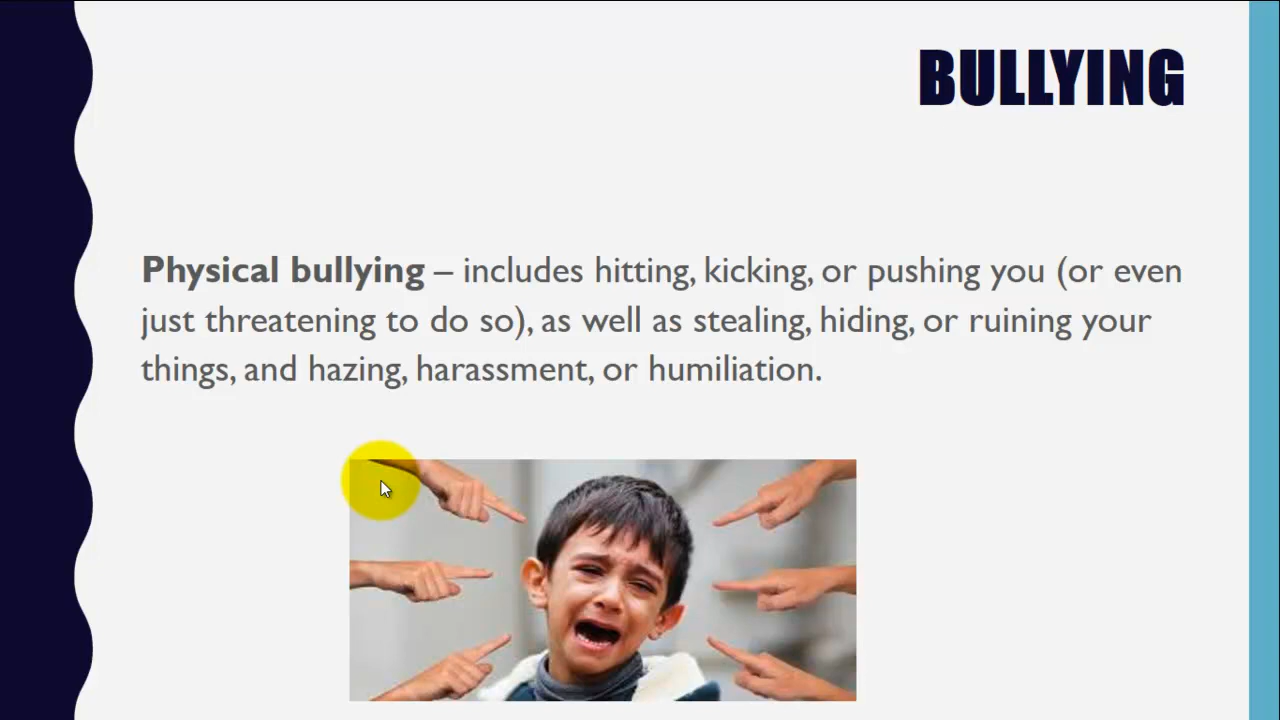 BULLYING
Physical bullying – includes hitting, kicking, or pushing you (or even
just threatening to do so), as well as stealing, hiding, or ruining your
things, and hazing, harassment, or humiliation.